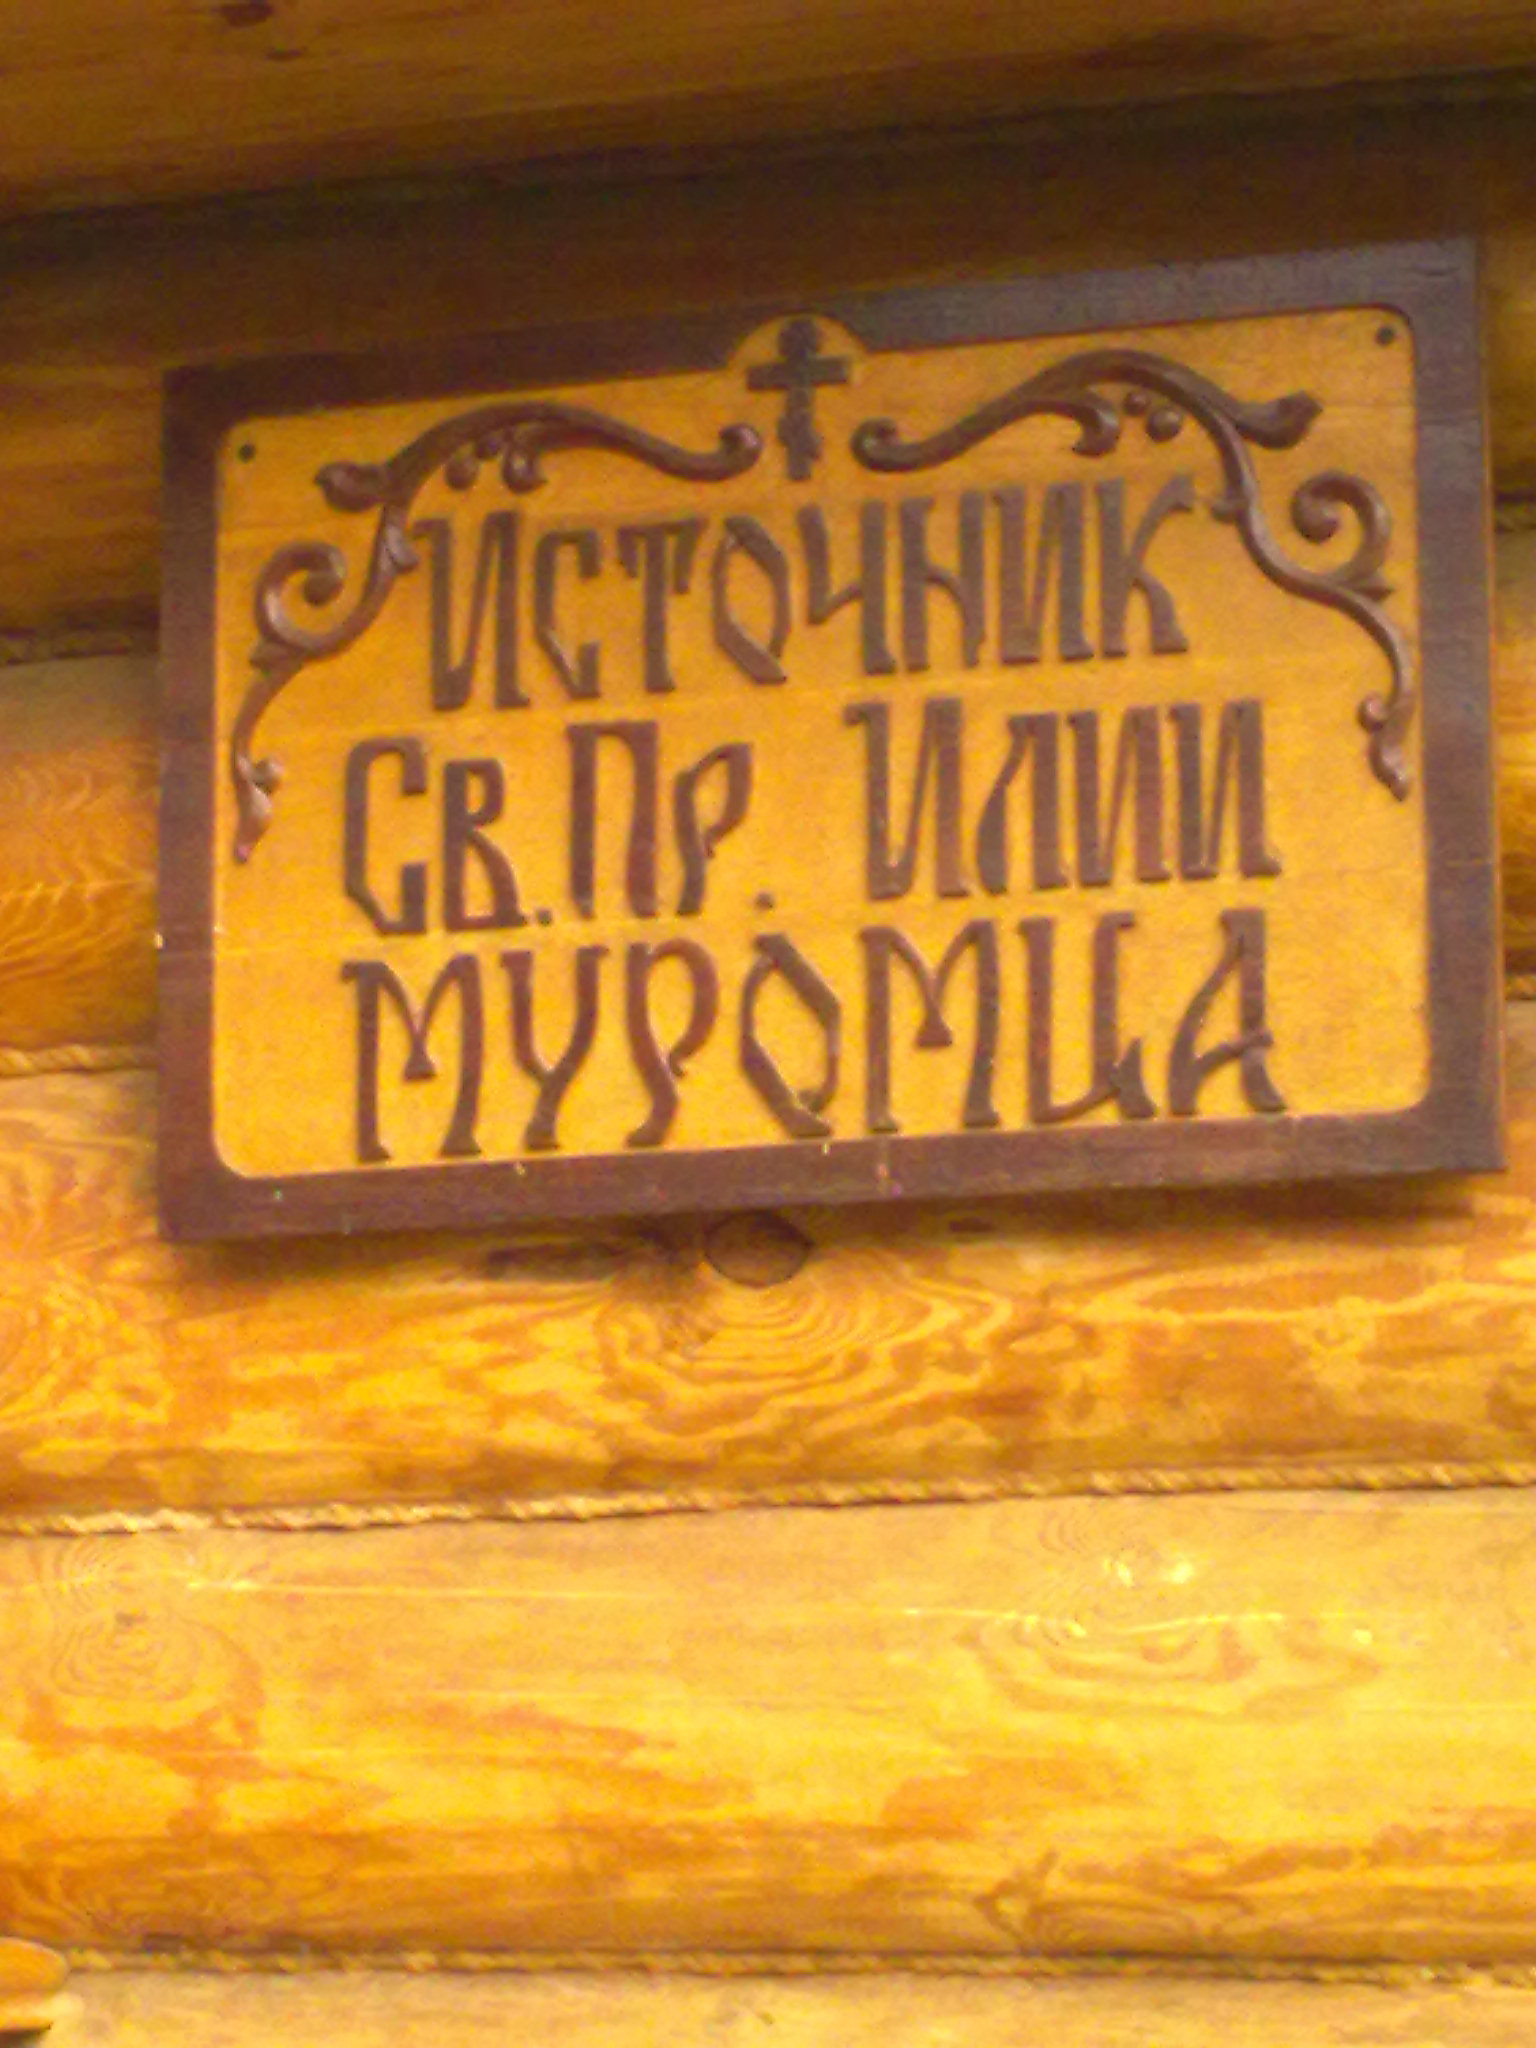 Источник
Св. Пр. Илии
Муромца